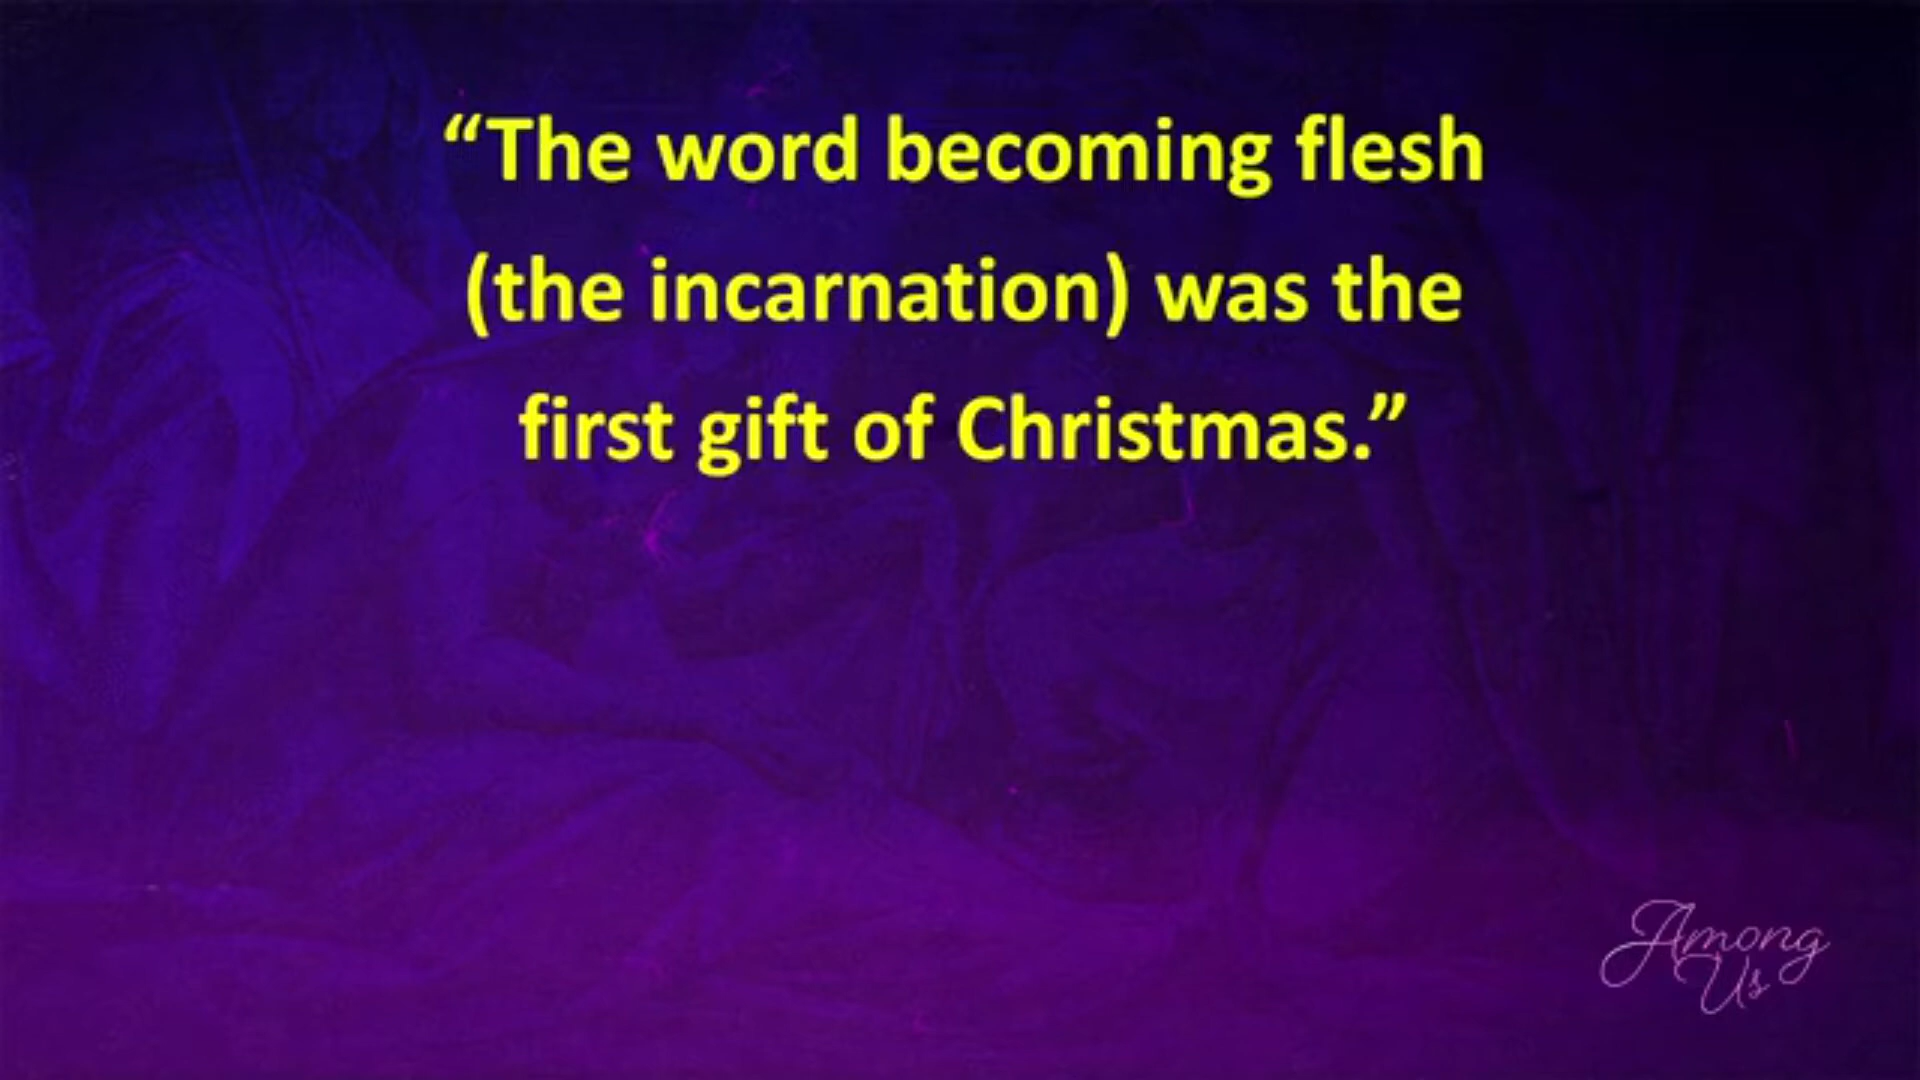 “The word becoming flesh
(the incarnation) was the
first gift of Christmas.”
Among
Us